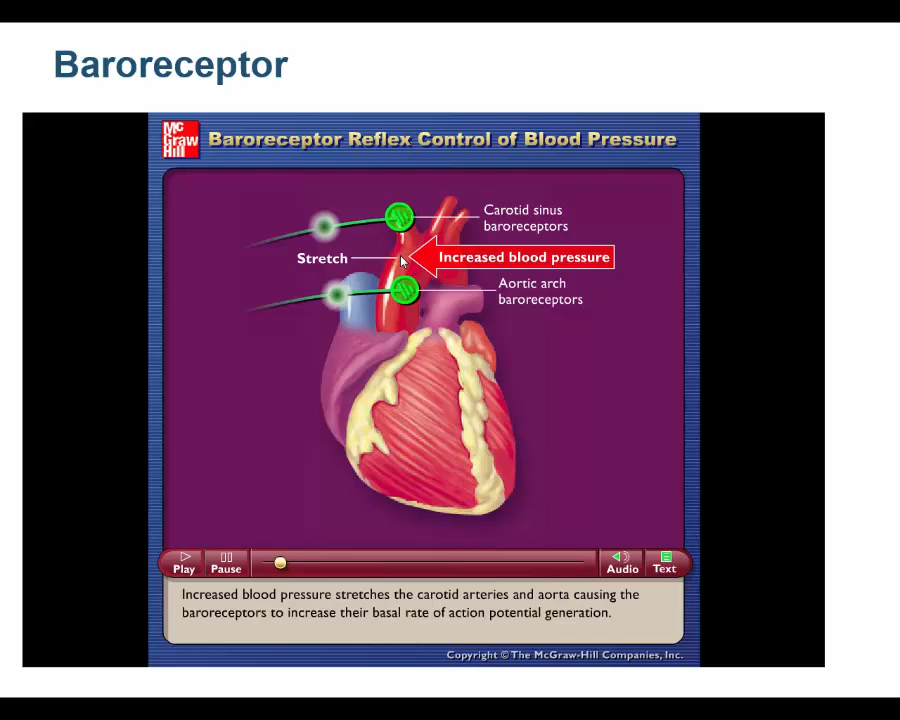 Baroreceptor
Mc
Graw
Hill
Baroreceptor Reflex Control of Blood Pressure
Carotid sinus
baroreceptors
Stretch
Increased blood pressure
Aortic arch
baroreceptors
Play
Pause
Audio
Text
Increased blood pressure stretches the carotid arteries and aorta causing the
baroreceptors to increase their basal rate of action potential generation.
Copyright © The McGraw-Hill Companies, Inc.